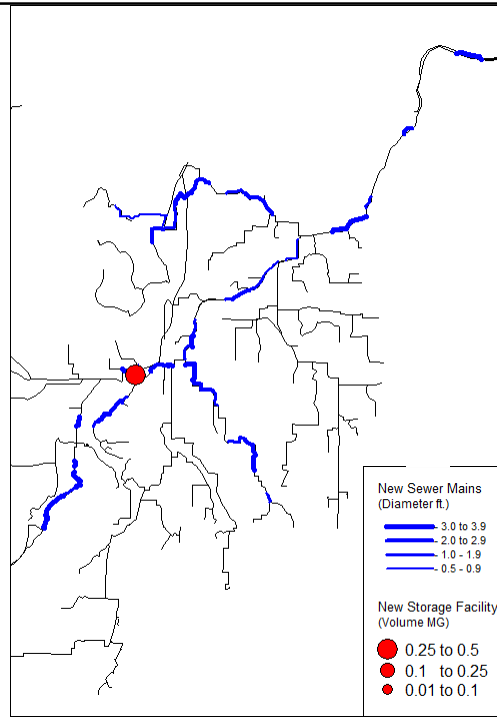 New Sewer Mains
(Diameter ft.)
- 3.0 to 3.9
- 2.0 to 2.9
- 1.0 - 1.9
- 0.5 - 0.9
New Storage Facility
(Volume MG)
0.25 to 0.5
0.1 to 0.25
0.01 to 0.1